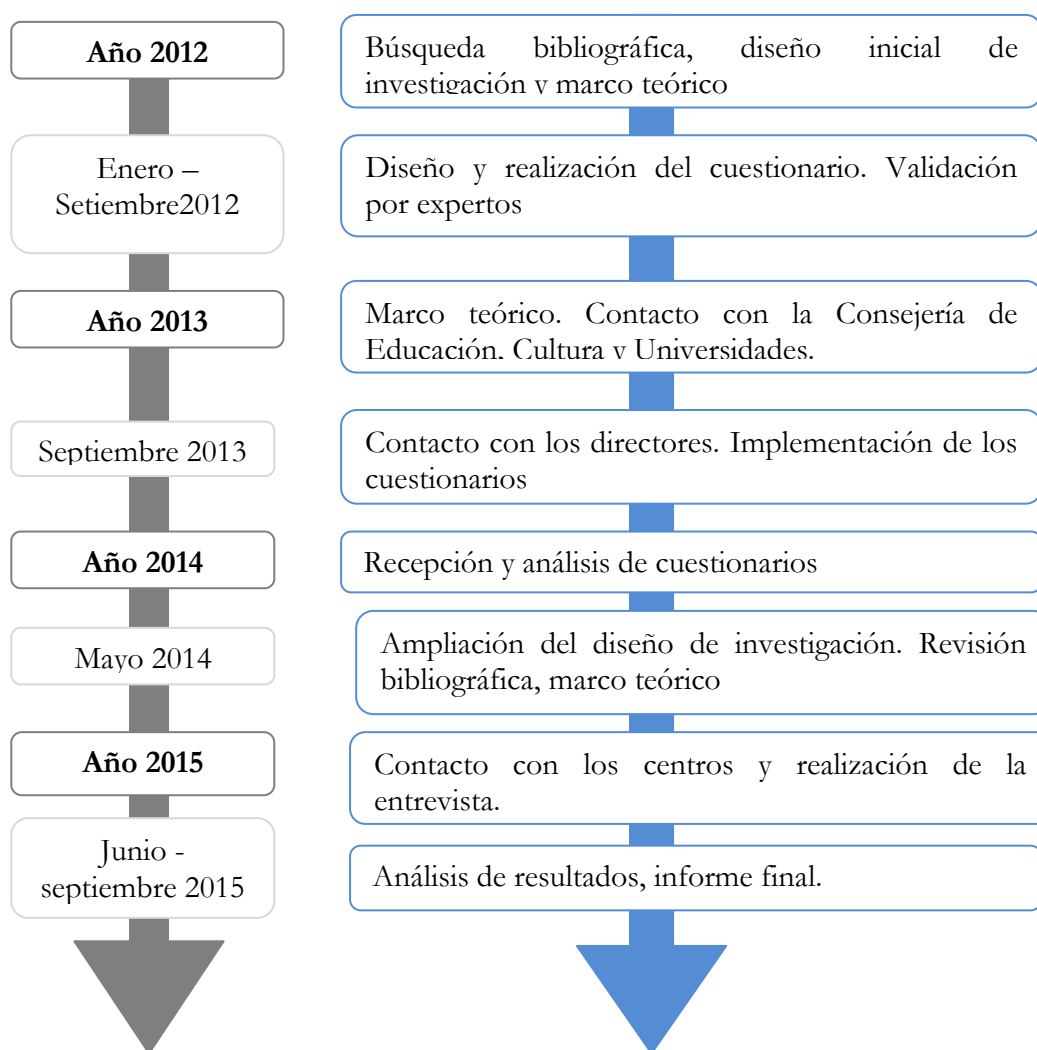 Año 2012
Búsqueda bibliográfica, diseño inicial de
investigación y marco teórico
Enero –
Setiembre2012
Diseño y realización del cuestionario. Validación
por expertos
Año 2013
Marco teórico. Contacto con la Consejería de
Educación, Cultura y Universidades.
Septiembre 2013
Contacto con los directores. Implementación de los
cuestionarios
Año 2014
Recepción y análisis de cuestionarios
Mayo 2014
Ampliación del diseño de investigación. Revisión
bibliográfica, marco teórico
Año 2015
Contacto con los centros y realización de la
entrevista.
Junio -
septiembre 2015
Análisis de resultados, informe final.